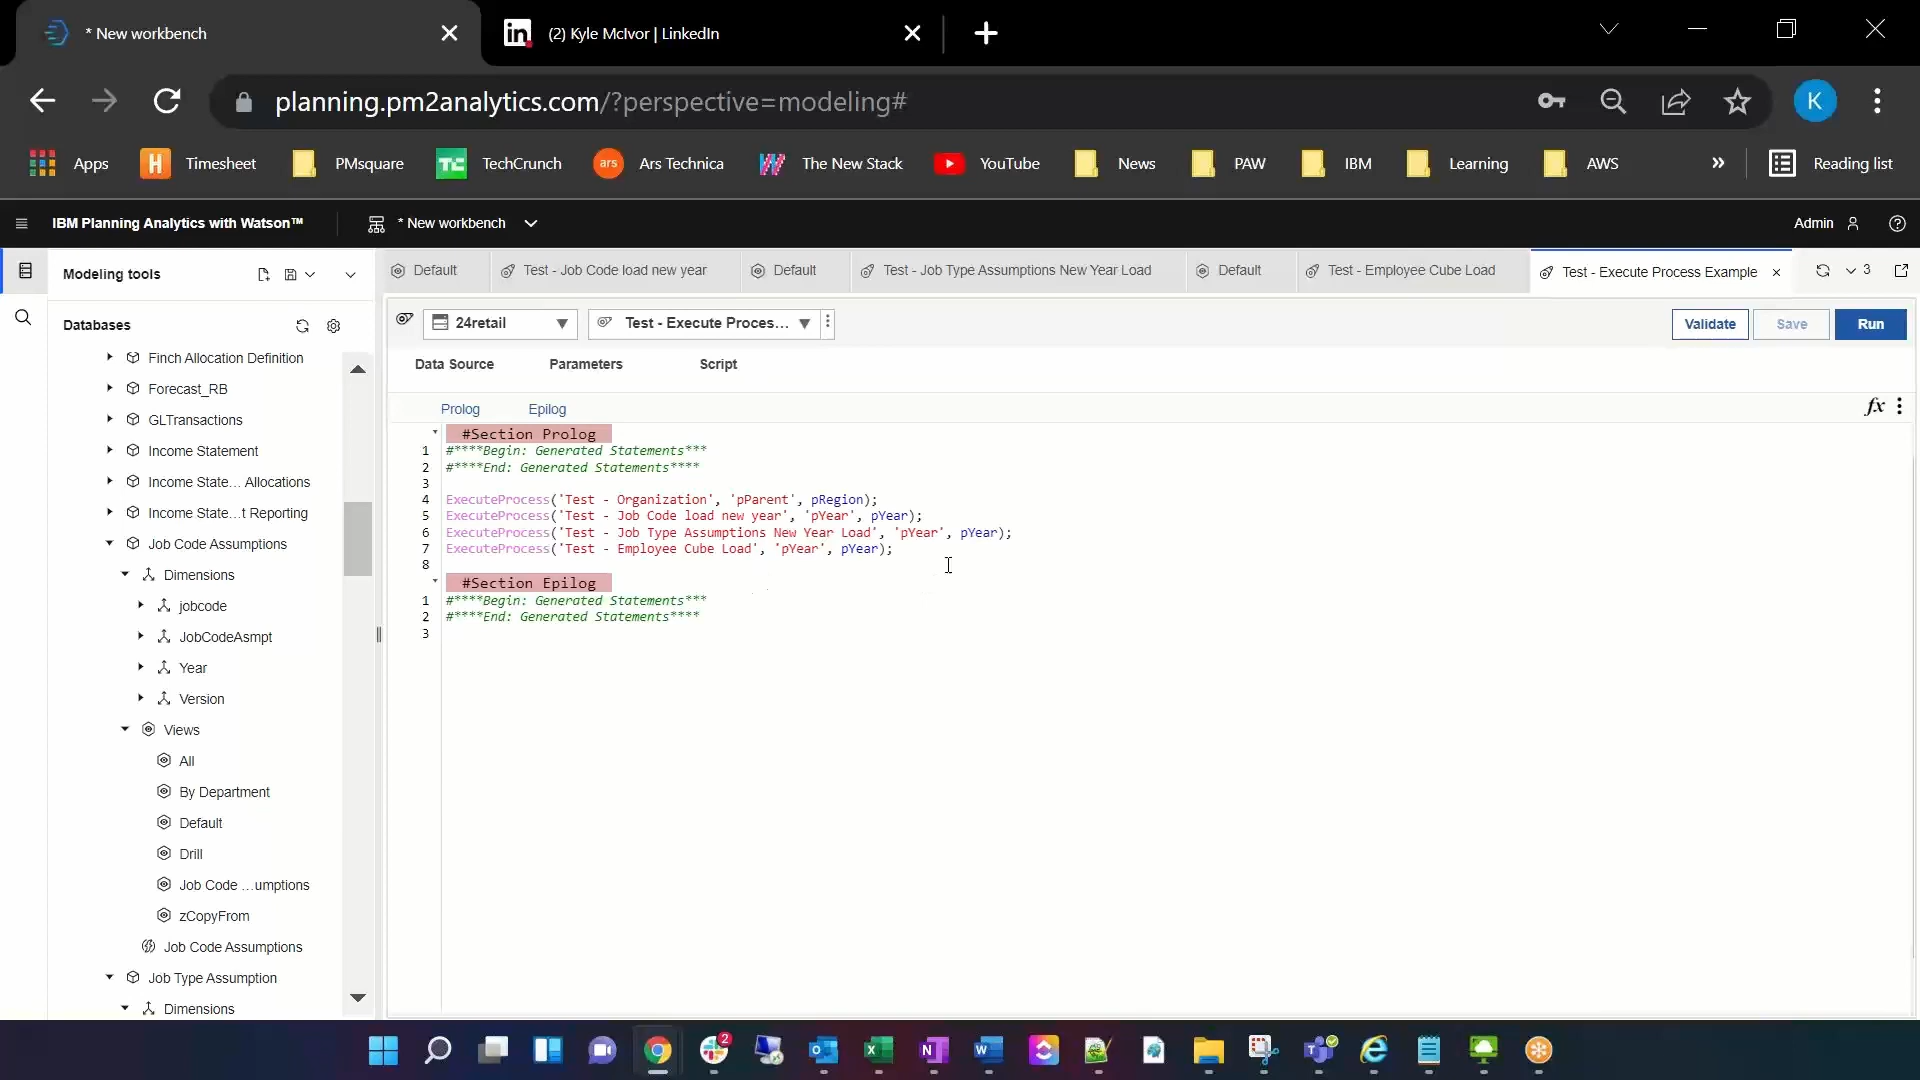 * New workbench
in
(2) Kyle McIvor | LinkedIn
planning.pm2analytics.com/?perspective=modeling#
K
Apps
H
Timesheet
PMsquare
TC
TechCrunch
ars
Ars Technica
The New Stack
YouTube
News
PAW
IBM
Learning
AWS
»
Reading list
IBM Planning Analytics with Watson™
* New workbench
Admin
Modeling tools
Default
Test - Job Code load new year
Default
Test - Job Type Assumptions New Year Load
Default
Test - Employee Cube Load
Test - Execute Process Example
3
Databases
24retail
Test - Execute Proces...
Validate
Save
Run
Data Source
Parameters
Script
Prolog
Epilog
fx
Finch Allocation Definition
Forecast_RB
GLTransactions
Income Statement
Income State... Allocations
Income State...t Reporting
Job Code Assumptions
Dimensions
jobcode
JobCodeAsmpt
Year
Version
Views
All
By Department
Default
Drill
Job Code ...umptions
zCopyFrom
Job Code Assumptions
Job Type Assumption
Dimensions
#Section Prolog
1 #****Begin: Generated Statements***
2 #****End: Generated Statements****
3
4 ExecuteProcess('Test - Organization', 'pParent', pRegion);
5 ExecuteProcess('Test - Job Code load new year', 'pYear', pYear);
6 ExecuteProcess('Test - Job Type Assumptions New Year Load', 'pYear', pYear);
7 ExecuteProcess('Test - Employee Cube Load', 'pYear', pYear);
8
#Section Epilog
1 #****Begin: Generated Statements***
2 #****End: Generated Statements****
3
2